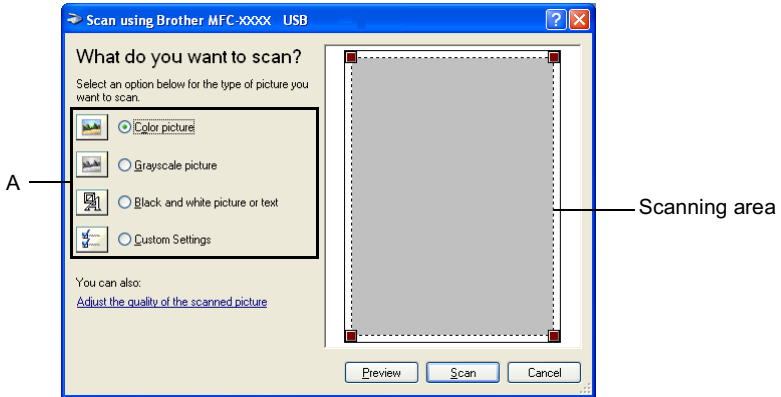 Scan using Brother MFC-XXXX USB
What do you want to scan?
Select an option below for the type of picture you
want to scan.
Color picture
Grayscale picture
A
Black and white picture or text
Custom Settings
Scanning area
You can also:
Adjust the quality of the scanned picture
Preview
Scan
Cancel